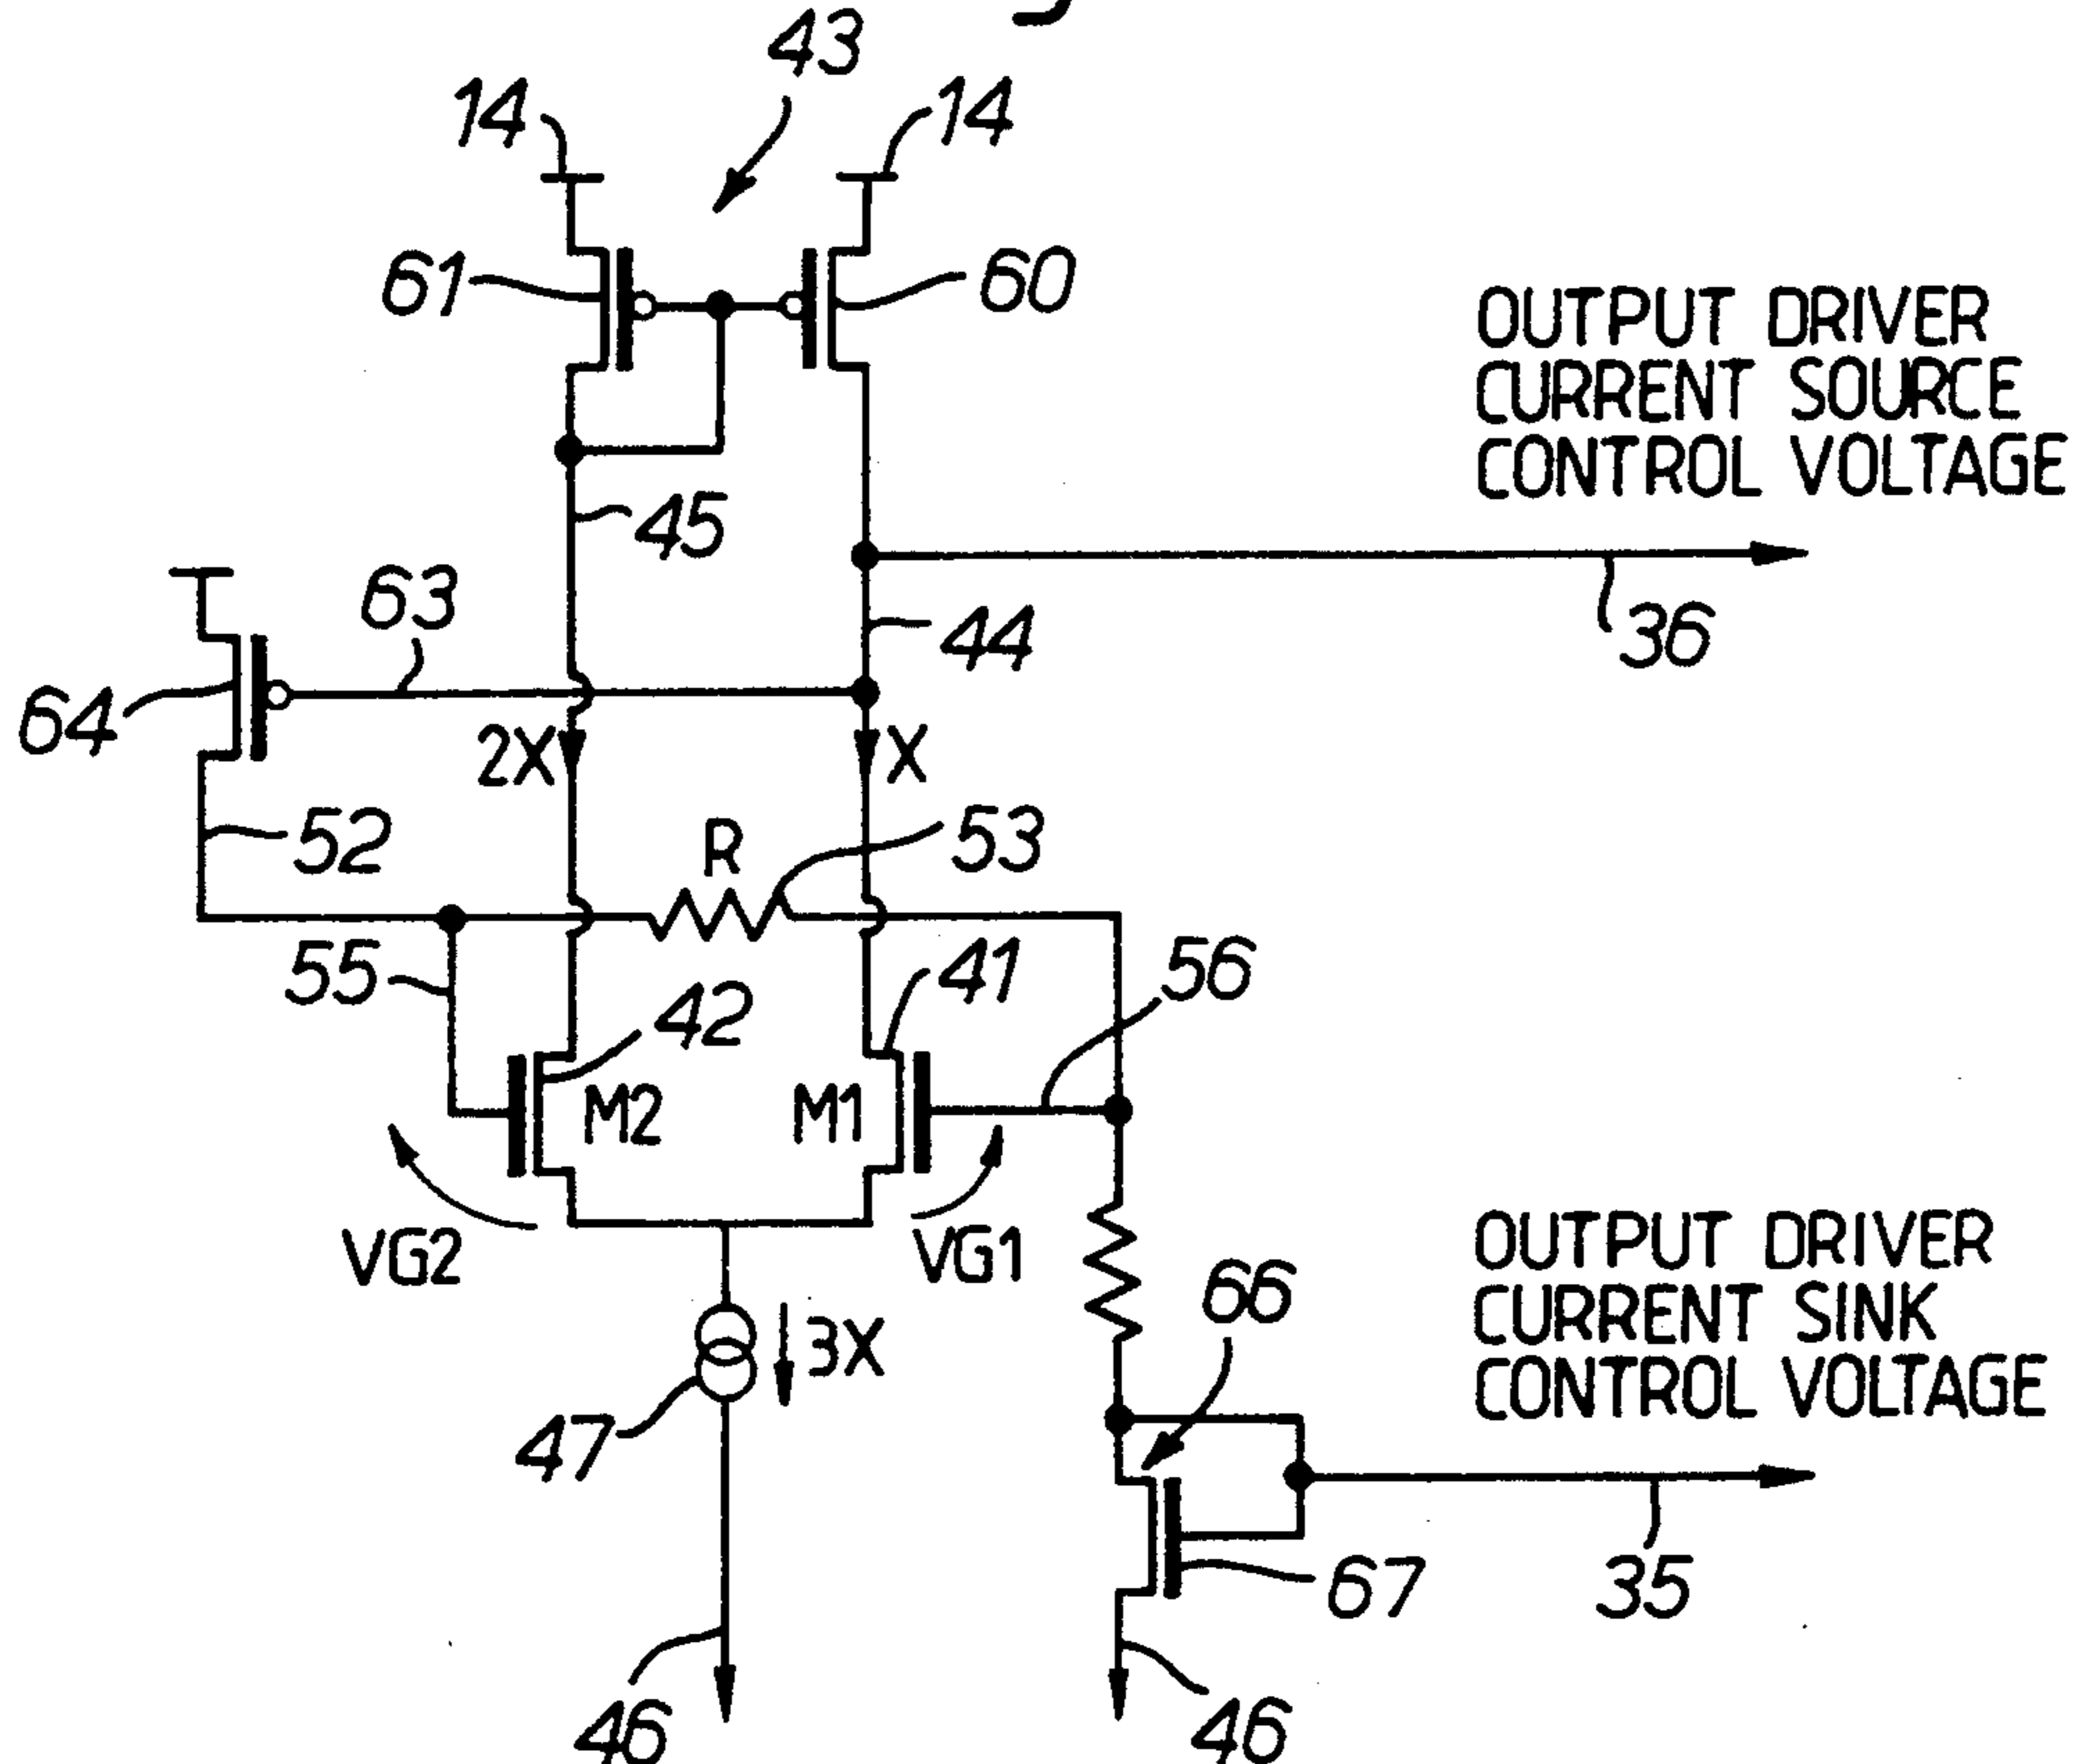 43
14
14
61
60
OUTPUT DRIVER
CURRENT SOURCE
CONTROL VOLTAGE
45
63
44
36
64
2X
X
52
R
53
55
56
42
41
M2
M1
VG2
VG1
66
OUTPUT DRIVER
CURRENT SINK
CONTROL VOLTAGE
3X
47
67
35
46
46